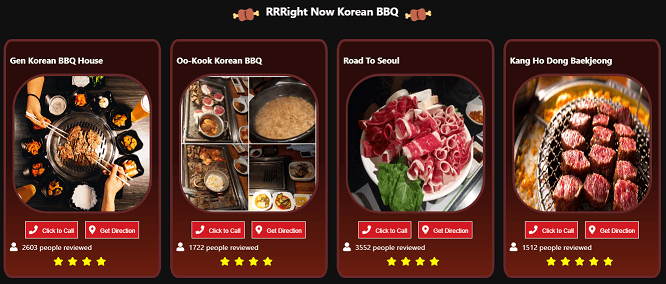 RRRight Now Korean BBQ
Gen Korean BBQ House
Click to Call
Get Direction
2603 people reviewed
Oo-Kook Korean BBQ
Click to Call
Get Direction
1722 people reviewed
Road To Seoul
Click to Call
Get Direction
3552 people reviewed
Kang Ho Dong Baekjeong
Click to Call
Get Direction
1512 people reviewed